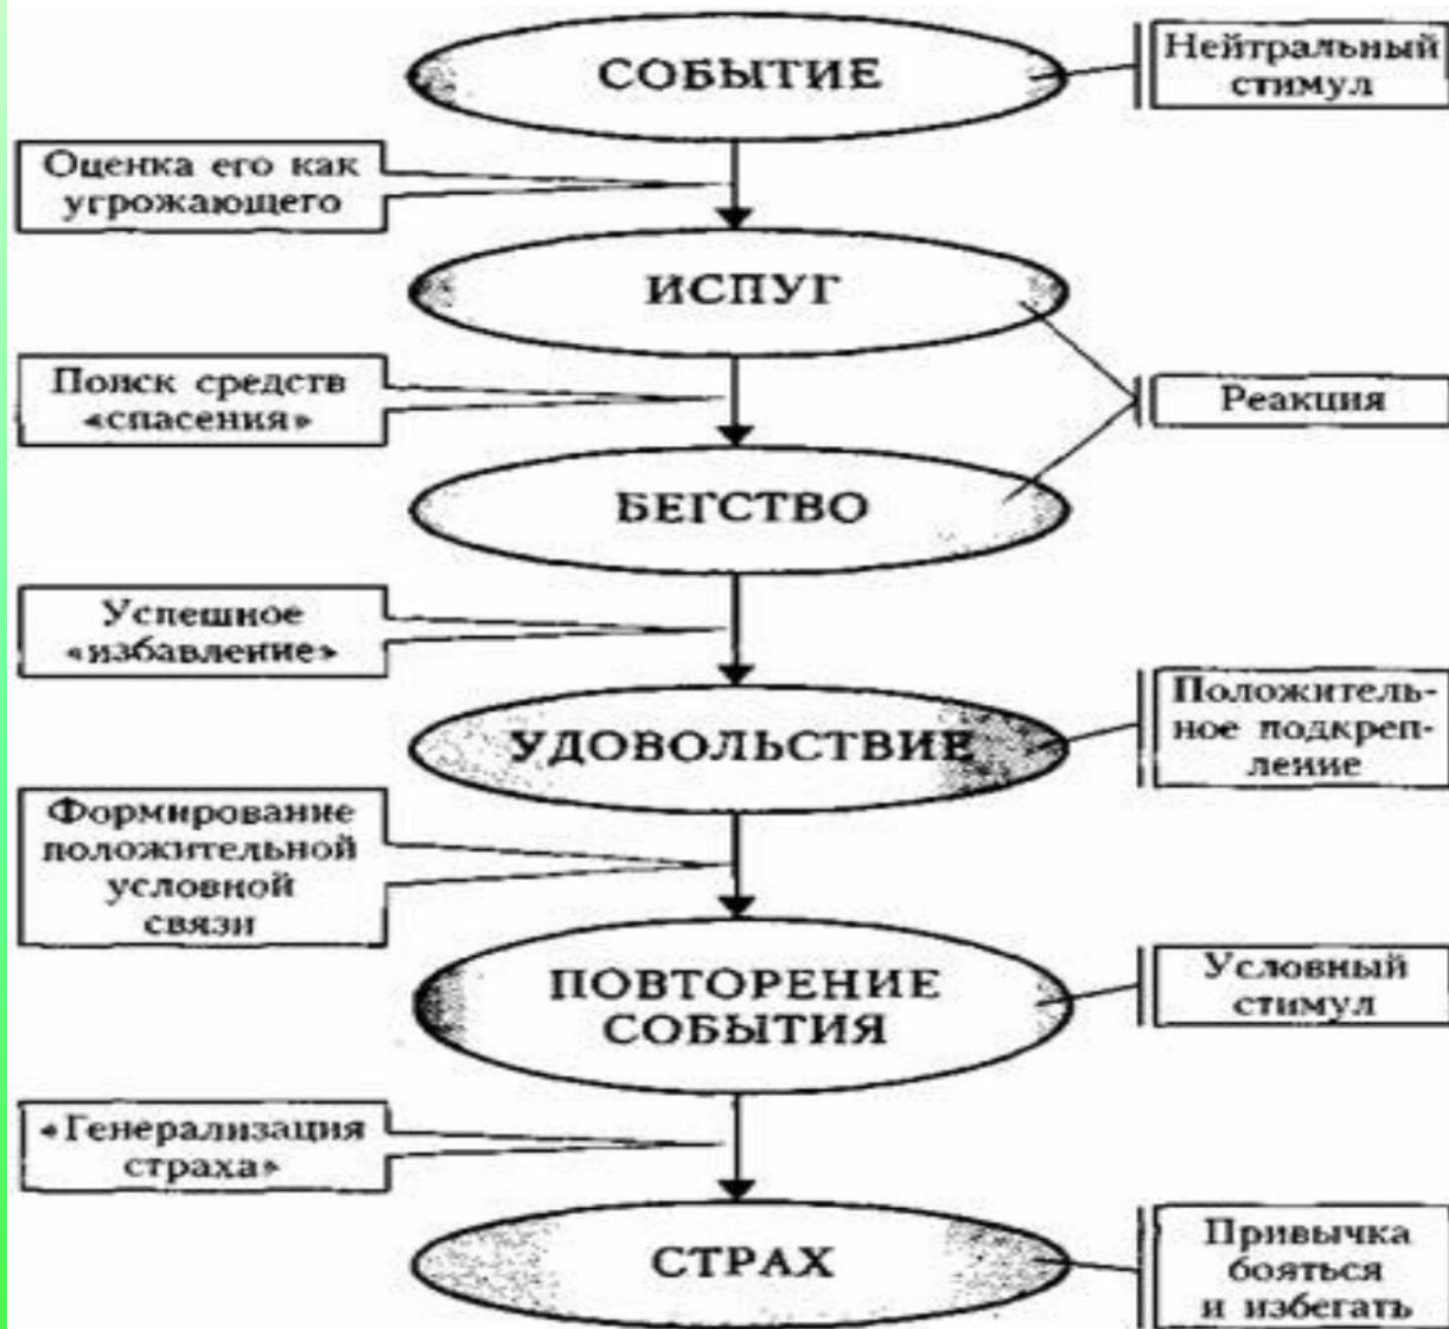 СОБЫТИЕ
Нейтральный
стимул
Оценка его как
угрожающего
ИСПУГ
Поиск средств
«спасения»
Реакция
БЕГСТВО
Успешное
«избавление»
УДОВОЛЬСТВИЕ
Положитель-
ное подкреп-
ление
Формирование
положительной
условной
связи
ПОВТОРЕНИЕ
СОБЫТИЯ
Условный
стимул
«Генерализация
страха»
СТРАХ
Привычка
бояться
и избегать